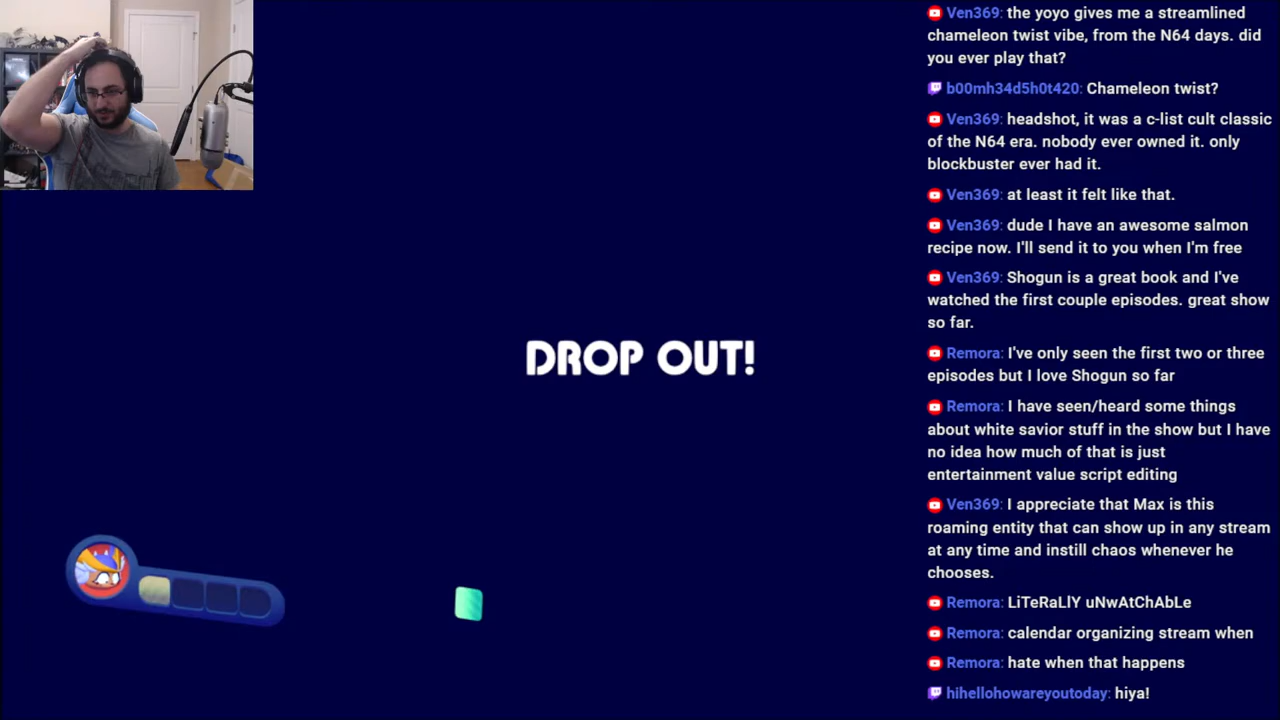 Ven369: the yoyo gives me a streamlined
chameleon twist vibe, from the N64 days. did
you ever play that?
b00mh34d5h0t420: Chameleon twist?
Ven369: headshot, it was a c-list cult classic
of the N64 era. nobody ever owned it. only
blockbuster ever had it.
Ven369: at least it felt like that.
Ven369: dude I have an awesome salmon
recipe now. I'll send it to you when I'm free
Ven369: Shogun is a great book and I've
watched the first couple episodes. great show
so far.
DROP OUT!
Remora: I've only seen the first two or three
episodes but I love Shogun so far
Remora: I have seen/heard some things
about white savior stuff in the show but I have
no idea how much of that is just
entertainment value script editing
Ven369: I appreciate that Max is this
roaming entity that can show up in any stream
at any time and instill chaos whenever he
chooses.
Remora: LiTeRaLlY uNwAtChAbLe
Remora: calendar organizing stream when
Remora: hate when that happens
hihellohowareyoutoday: hiya!